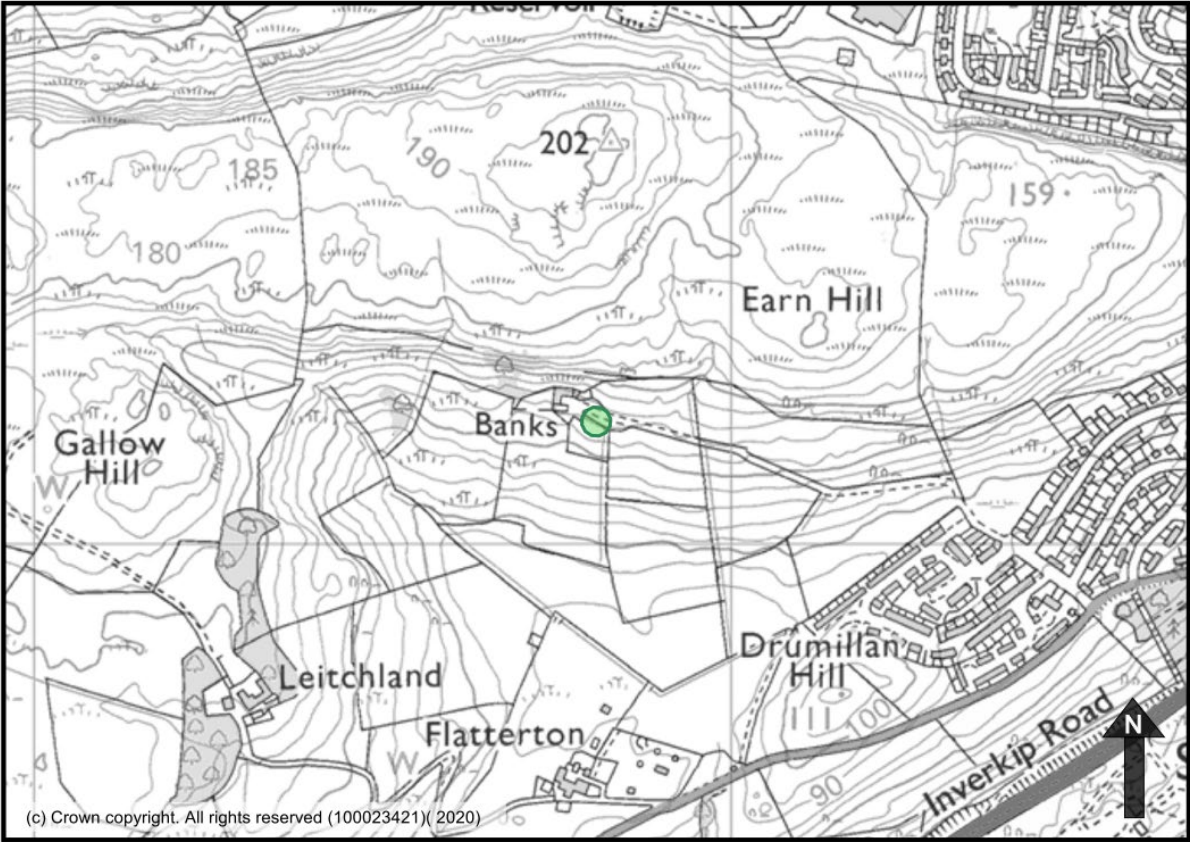 Reservoir
202
190
185
159
180
Earn Hill
Banks
Gallow
Hill
W
Drumillan
Hill
Leitchland
111
100
Flatterton
W
Inverkip Road
N
90
(c) Crown copyright. All rights reserved (100023421)( 2020)